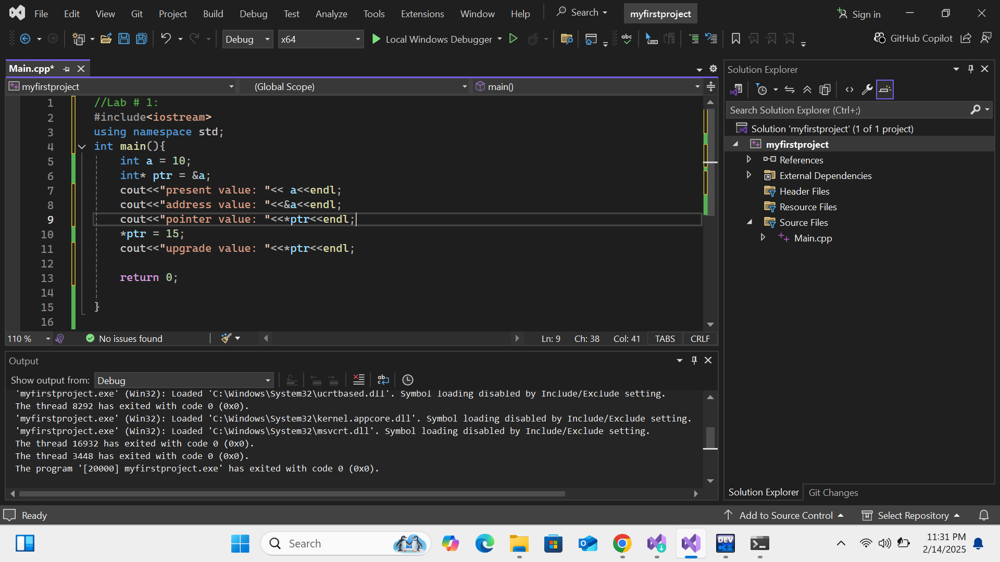 File Edit View Git Project Build Debug Test Analyze Tools Extensions Window Help Search myfirstproject Sign in
Debug x64 Local Windows Debugger abc GitHub Copilot
Main.cpp*
myfirstproject (Global Scope) main()
1 //Lab # 1:
2 #include<iostream>
3 using namespace std;
4 int main(){
5 int a = 10;
6 int* ptr = &a;
7 cout<<"present value: "<< a<<endl;
8 cout<<"address value: "<<&a<<endl;
9 cout<<"pointer value: "<<*ptr<<endl;
10 *ptr = 15;
11 cout<<"upgrade value: "<<*ptr<<endl;
12
13 return 0;
14
15 }
16
110 % No issues found Ln: 9 Ch: 38 Col: 41 TABS CRLF
Output
Show output from: Debug
'myfirstproject.exe' (Win32): Loaded 'C:\Windows\System32\ucrtbased.dll'. Symbol loading disabled by Include/Exclude setting.
The thread 8292 has exited with code 0 (0x0).
'myfirstproject.exe' (Win32): Loaded 'C:\Windows\System32\kernel.appcore.dll'. Symbol loading disabled by Include/Exclude setting.
'myfirstproject.exe' (Win32): Loaded 'C:\Windows\System32\msvcrt.dll'. Symbol loading disabled by Include/Exclude setting.
The thread 16932 has exited with code 0 (0x0).
The thread 3448 has exited with code 0 (0x0).
The program '[20000] myfirstproject.exe' has exited with code 0 (0x0).
Solution Explorer
Search Solution Explorer (Ctrl+;)
Solution 'myfirstproject' (1 of 1 project)
myfirstproject
References
External Dependencies
Header Files
Resource Files
Source Files
Main.cpp
Solution Explorer Git Changes
Ready Add to Source Control Select Repository
Search DEV C++ 11:31 PM
2/14/2025